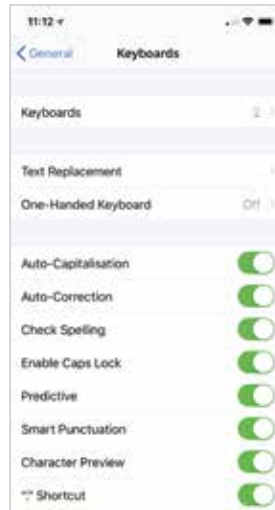 11:12
General Keyboards
Keyboards 2
Text Replacement
One-Handed Keyboard Off
Auto-Capitalisation
Auto-Correction
Check Spelling
Enable Caps Lock
Predictive
Smart Punctuation
Character Preview
"." Shortcut